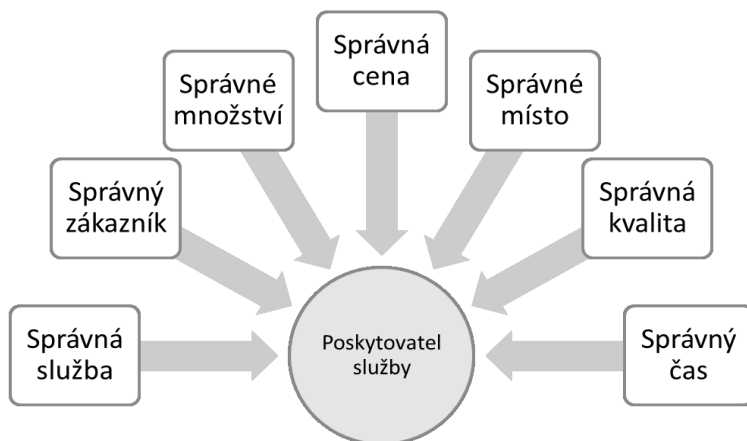 Správná
cena
Správné
množství
Správné
místo
Správný
zákazník
Správná
kvalita
Správná
služba
Poskytovatel
služby
Správný
čas